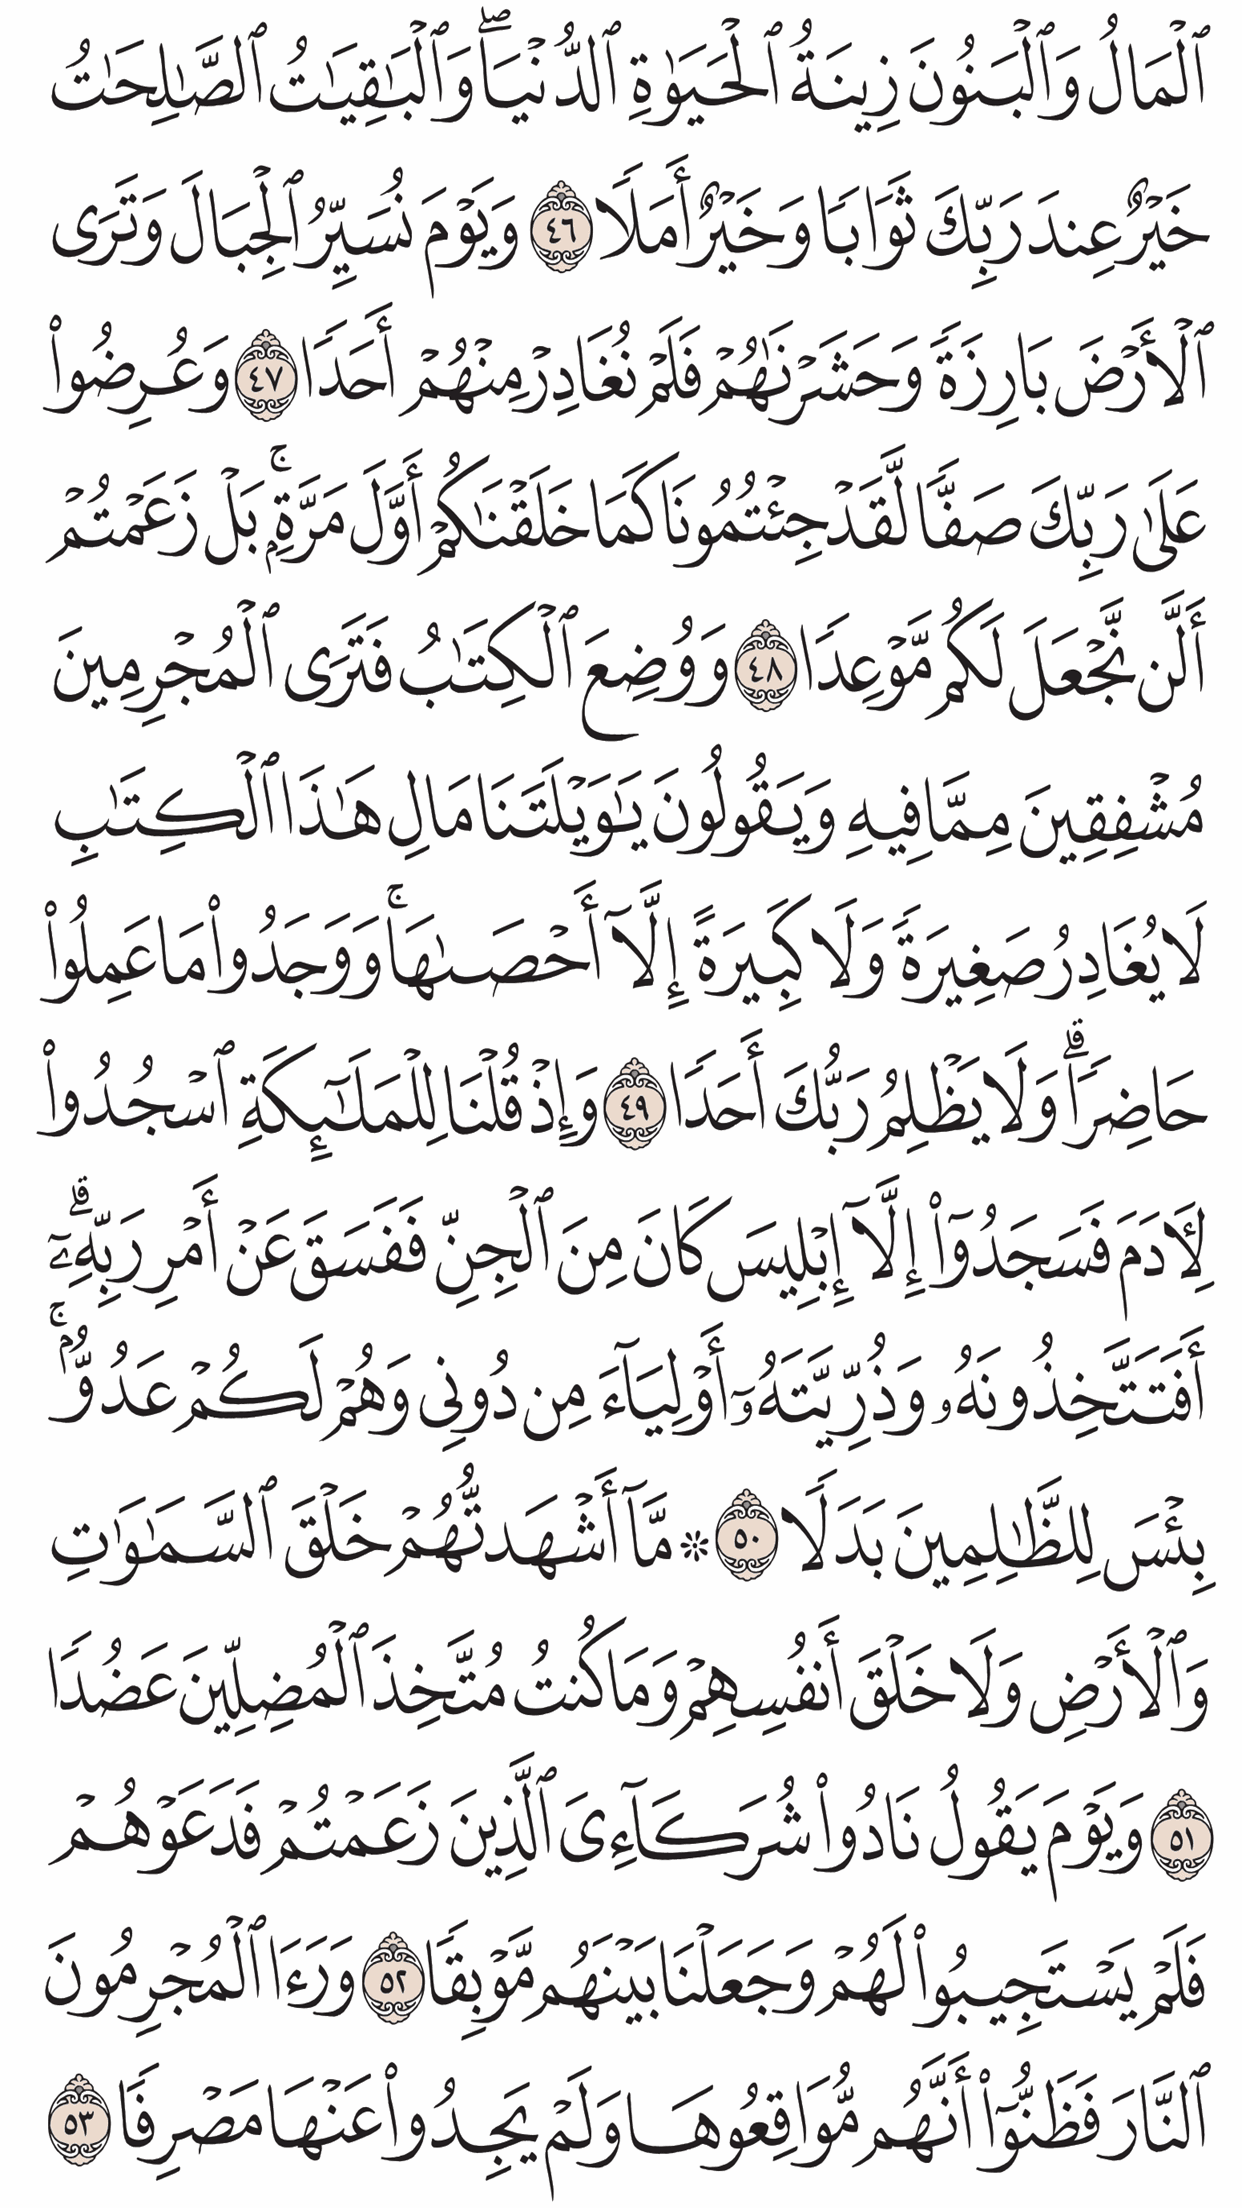 ٱلۡمَالُ وَٱلۡبَنُونَ زِينَةُ ٱلۡحَيَوٰةِ ٱلدُّنۡيَاۖ وَٱلۡبَٰقِيَٰتُ ٱلصَّٰلِحَٰتُ
خَيۡرٌ عِندَ رَبِّكَ ثَوَابٗا وَخَيۡرٌ أَمَلٗا ٤٦ وَيَوۡمَ نُسَيِّرُ ٱلۡجِبَالَ وَتَرَى
ٱلۡأَرۡضَ بَارِزَةٗ وَحَشَرۡنَٰهُمۡ فَلَمۡ نُغَادِرۡ مِنۡهُمۡ أَحَدٗا ٤٧ وَعُرِضُواْ
عَلَىٰ رَبِّكَ صَفّٗا لَّقَدۡ جِئۡتُمُونَا كَمَا خَلَقۡنَٰكُمۡ أَوَّلَ مَرَّةِۭۚ بَلۡ زَعَمۡتُمۡ
أَلَّن نَّجۡعَلَ لَكُم مَّوۡعِدٗا ٤٨ وَوُضِعَ ٱلۡكِتَٰبُ فَتَرَى ٱلۡمُجۡرِمِينَ
مُشۡفِقِينَ مِمَّا فِيهِ وَيَقُولُونَ يَٰوَيۡلَتَنَا مَالِ هَٰذَا ٱلۡكِتَٰبِ
لَا يُغَادِرُ صَغِيرَةٗ وَلَا كَبِيرَةً إِلَّآ أَحۡصَىٰهَاۚ وَوَجَدُواْ مَا عَمِلُواْ
حَاضِرٗاۗ وَلَا يَظۡلِمُ رَبُّكَ أَحَدٗا ٤٩ وَإِذۡ قُلۡنَا لِلۡمَلَٰٓئِكَةِ ٱسۡجُدُواْ
لِأٓدَمَ فَسَجَدُوٓاْ إِلَّآ إِبۡلِيسَ كَانَ مِنَ ٱلۡجِنِّ فَفَسَقَ عَنۡ أَمۡرِ رَبِّهِۦٓۗ
أَفَتَتَّخِذُونَهُۥ وَذُرِّيَّتَهُۥٓ أَوۡلِيَآءَ مِن دُونِي وَهُمۡ لَكُمۡ عَدُوُّۢۚ
بِئۡسَ لِلظَّٰلِمِينَ بَدَلٗا ٥٠ ۞ مَّآ أَشۡهَدتُّهُمۡ خَلۡقَ ٱلسَّمَٰوَٰتِ
وَٱلۡأَرۡضِ وَلَا خَلۡقَ أَنفُسِهِمۡ وَمَا كُنتُ مُتَّخِذَ ٱلۡمُضِلِّينَ عَضُدٗا
٥١ وَيَوۡمَ يَقُولُ نَادُواْ شُرَكَآءِيَ ٱلَّذِينَ زَعَمۡتُمۡ فَدَعَوۡهُمۡ
فَلَمۡ يَسۡتَجِيبُواْ لَهُمۡ وَجَعَلۡنَا بَيۡنَهُم مَّوۡبِقٗا ٥٢ وَرَءَا ٱلۡمُجۡرِمُونَ
ٱلنَّارَ فَظَنُّوٓاْ أَنَّهُم مُّوَاقِعُوهَا وَلَمۡ يَجِدُواْ عَنۡهَا مَصۡرِفٗا ٥٣